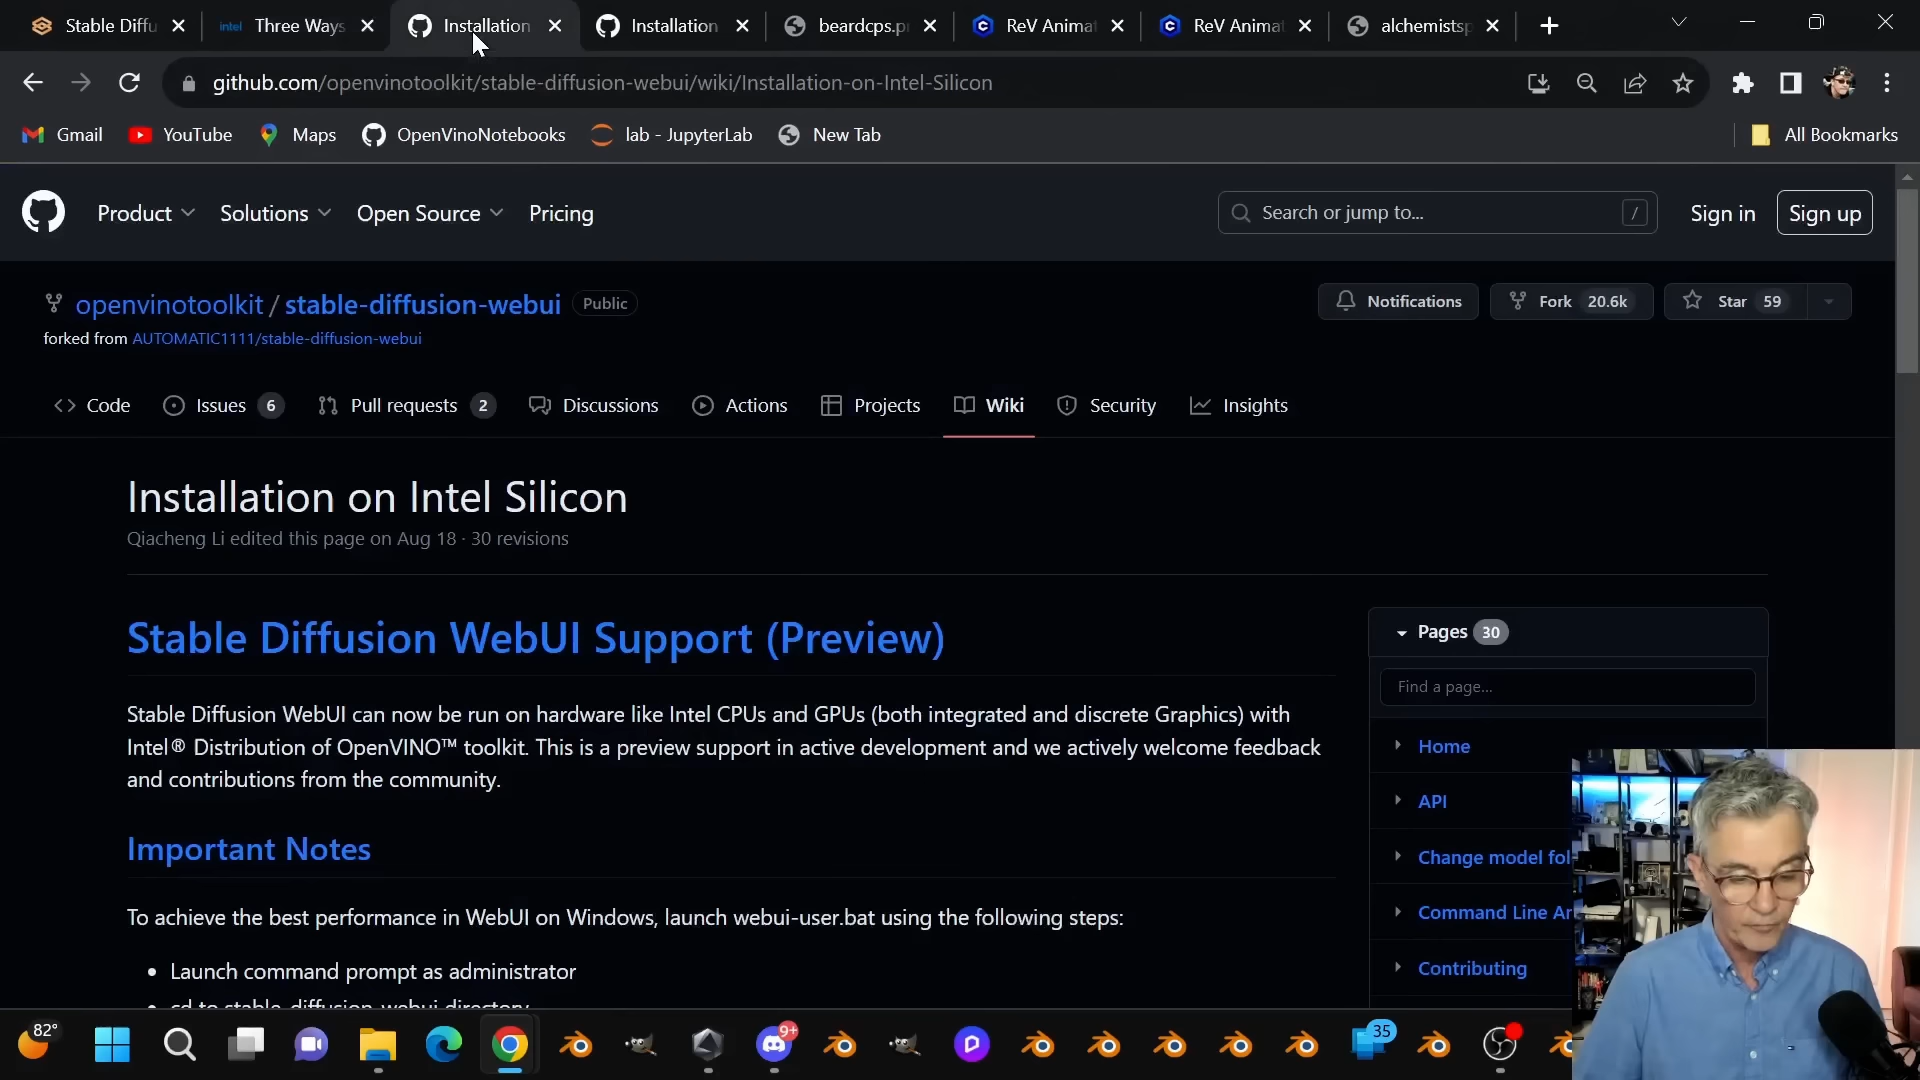 Stable Diffu
intel Three Ways
Installation
Installation
beardcps.p
ReV Anima
ReV Anima
alchemistsp
github.com/openvinotoolkit/stable-diffusion-webui/wiki/Installation-on-Intel-Silicon
Gmail YouTube Maps OpenVinoNotebooks lab - JupyterLab New Tab All Bookmarks
Product Solutions Open Source Pricing Search or jump to... / Sign in Sign up
openvinotoolkit / stable-diffusion-webui Public Notifications Fork 20.6k Star 59
forked from AUTOMATIC1111/stable-diffusion-webui
Code Issues 6 Pull requests 2 Discussions Actions Projects Wiki Security Insights
Installation on Intel Silicon
Qiacheng Li edited this page on Aug 18 · 30 revisions
Stable Diffusion WebUI Support (Preview)
Stable Diffusion WebUI can now be run on hardware like Intel CPUs and GPUs (both integrated and discrete Graphics) with
Intel® Distribution of OpenVINO™ toolkit. This is a preview support in active development and we actively welcome feedback
and contributions from the community.
Important Notes
To achieve the best performance in WebUI on Windows, launch webui-user.bat using the following steps:
• Launch command prompt as administrator
• cd to stable-diffusion-webui directory
Pages 30
Find a page...
Home
API
Change model fol
Command Line Ar
Contributing
82°
9+
35